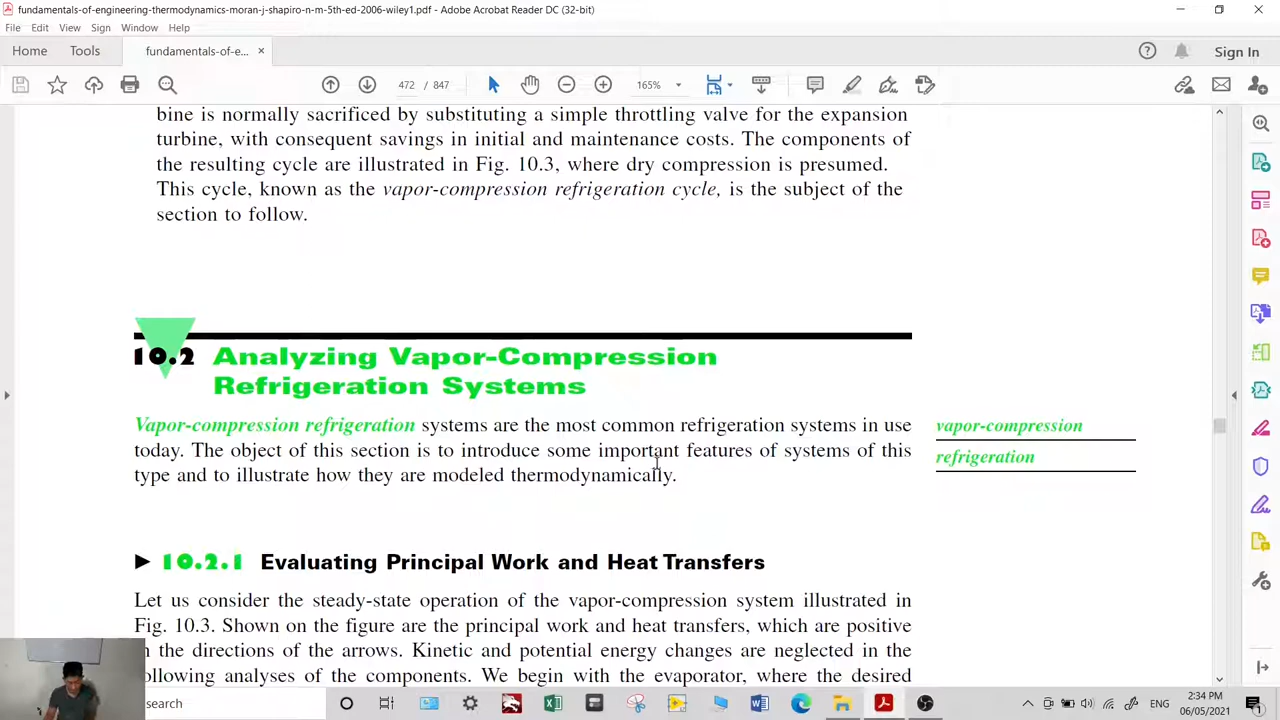 fundamentals-of-engineering-thermodynamics-moran-j-shapiro-n-m-5th-ed-2006-wiley1.pdf - Adobe Acrobat Reader DC (32-bit)
File Edit View Sign Window Help
Home Tools fundamentals-of-e... × Sign In
472 / 847 165%
bine is normally sacrificed by substituting a simple throttling valve for the expansion
turbine, with consequent savings in initial and maintenance costs. The components of
the resulting cycle are illustrated in Fig. 10.3, where dry compression is presumed.
This cycle, known as the vapor-compression refrigeration cycle, is the subject of the
section to follow.
10.2 Analyzing Vapor-Compression
Refrigeration Systems
Vapor-compression refrigeration systems are the most common refrigeration systems in use
today. The object of this section is to introduce some important features of systems of this
type and to illustrate how they are modeled thermodynamically.
vapor-compression
refrigeration
► 10.2.1 Evaluating Principal Work and Heat Transfers
Let us consider the steady-state operation of the vapor-compression system illustrated in
Fig. 10.3. Shown on the figure are the principal work and heat transfers, which are positive
n the directions of the arrows. Kinetic and potential energy changes are neglected in the
ollowing analyses of the components. We begin with the evaporator, where the desired
search
ENG
2:34 PM
06/05/2021